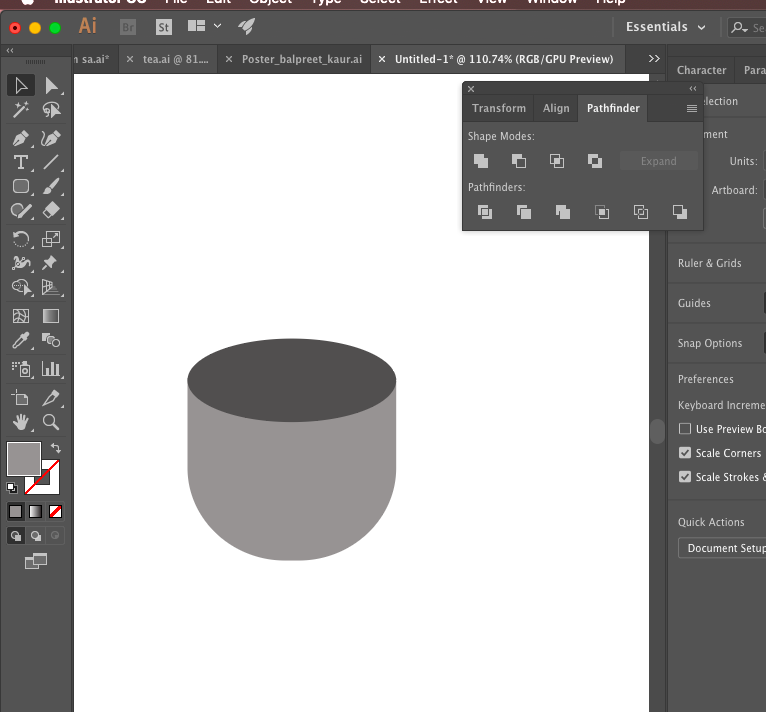 Illustrator CC File Edit Object Type Select Effect View Window Help
Ai Br St Essentials Se
n sa.ai* × tea.ai @ 81.... × Poster_balpreet_kaur.ai × Untitled-1* @ 110.74% (RGB/GPU Preview)
Character Para
Transform Align Pathfinder
election
Shape Modes:
ment
Expand
Units:
Pathfinders:
Artboard:
Ruler & Grids
Guides
Snap Options
Preferences
Keyboard Increme
Use Preview Bo
Scale Corners
Scale Strokes &
Quick Actions
Document Setup